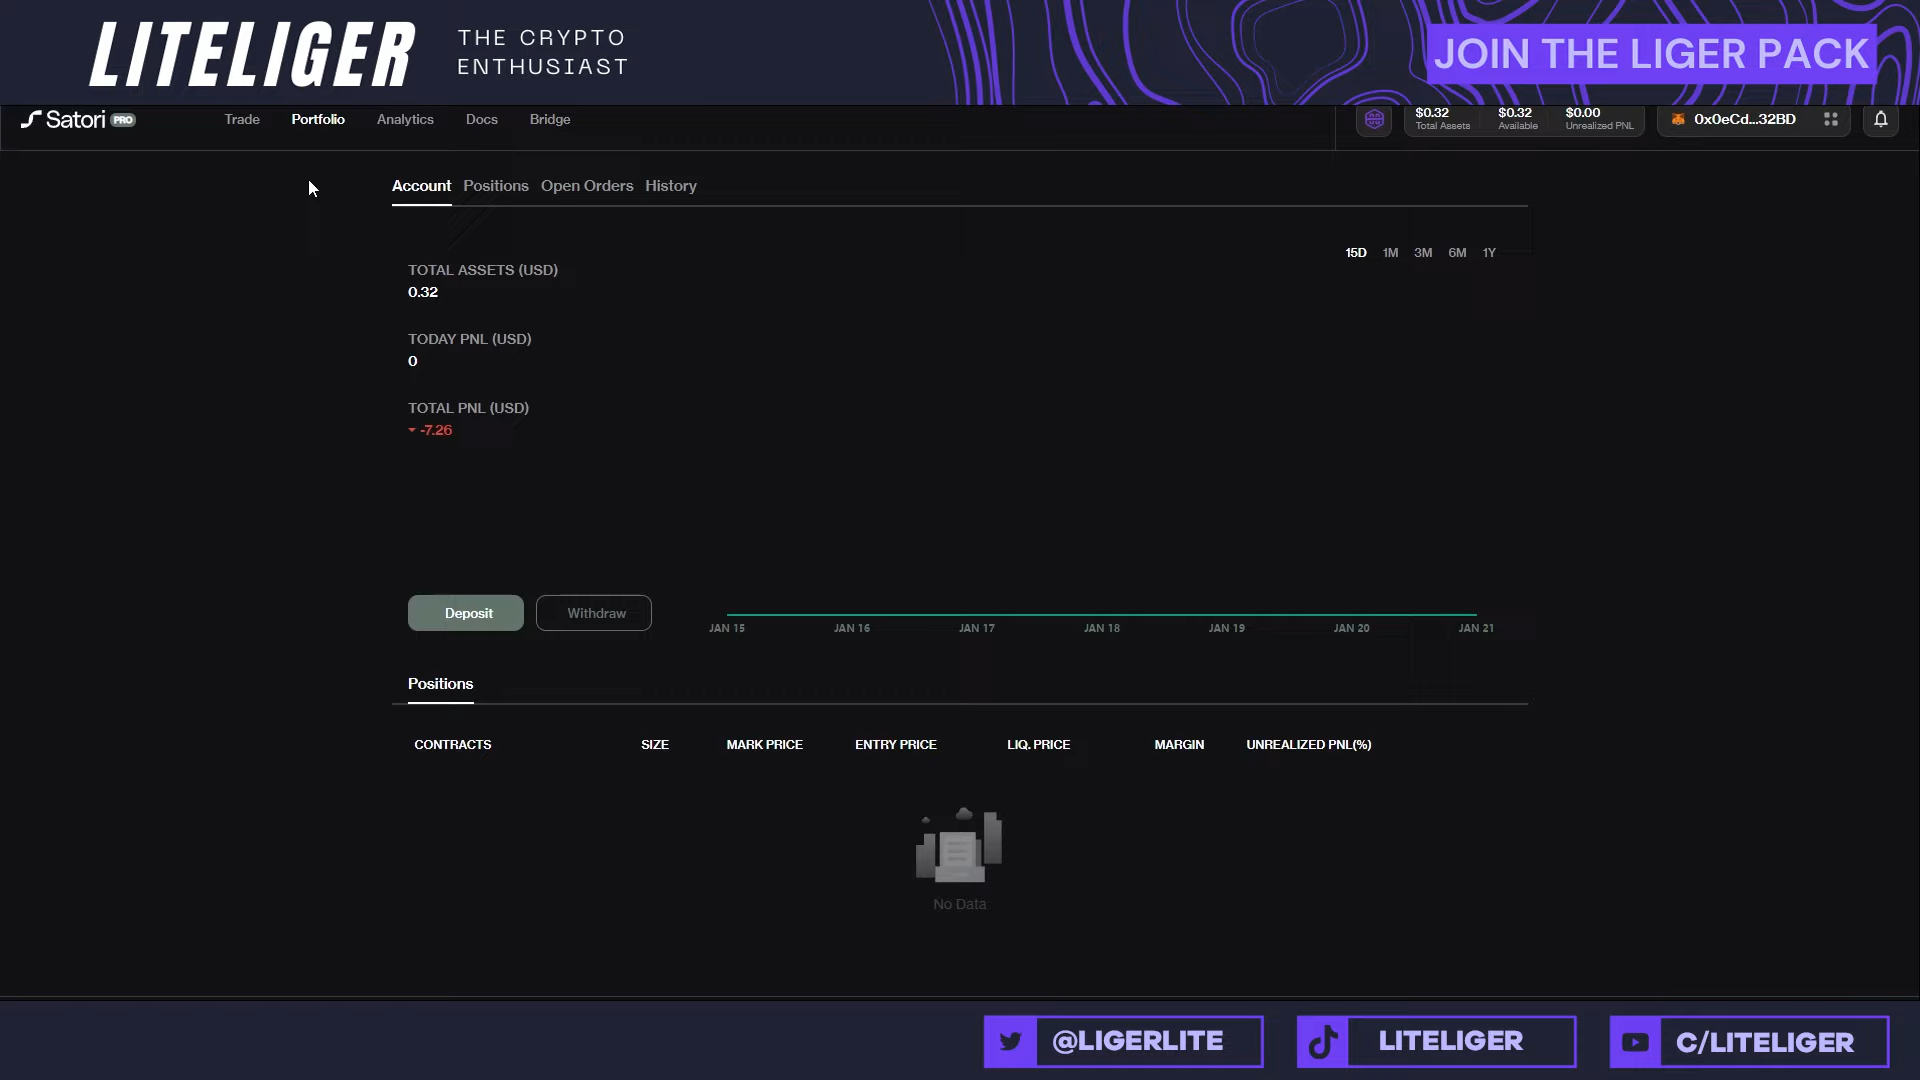 LITELIGER
THE CRYPTO
ENTHUSIAST
JOIN THE LIGER PACK
Satori PRO
Trade Portfolio Analytics Docs Bridge
$0.32 $0.32 $0.00
Total Assets Available Unrealized PNL
0x0eCd...32BD
Account Positions Open Orders History
15D 1M 3M 6M 1Y
TOTAL ASSETS (USD)
0.32
TODAY PNL (USD)
0
TOTAL PNL (USD)
-7.26
Deposit Withdraw
JAN 15 JAN 16 JAN 17 JAN 18 JAN 19 JAN 20 JAN 21
Positions
CONTRACTS SIZE MARK PRICE ENTRY PRICE LIQ. PRICE MARGIN UNREALIZED PNL(%)
No Data
@LIGERLITE LITELIGER C/LITELIGER